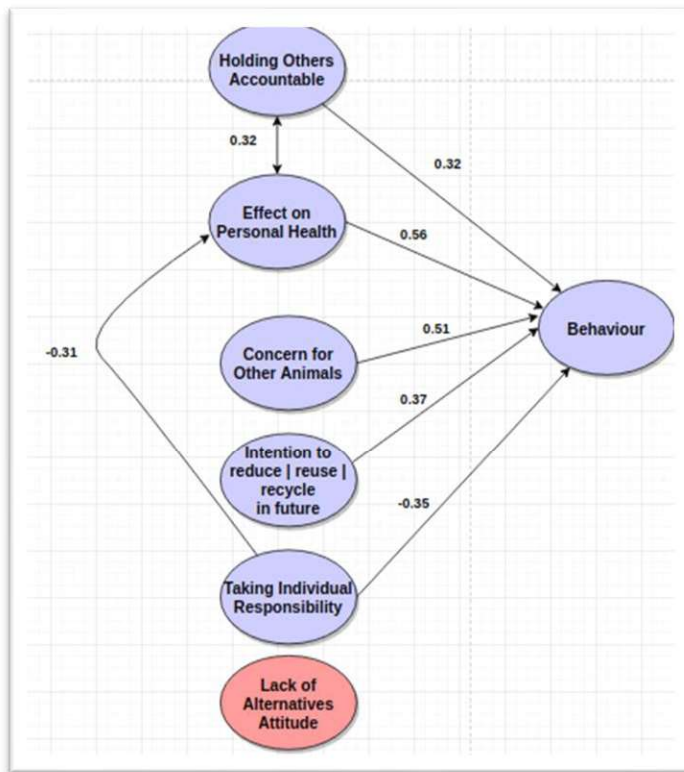 Holding Others
Accountable
0.32
0.32
Effect on
Personal Health
0.56
Behaviour
0.51
-0.31
Concern for
Other Animals
0.37
Intention to
reduce | reuse |
recycle
in future
-0.35
Taking Individual
Responsibility
Lack of
Alternatives
Attitude